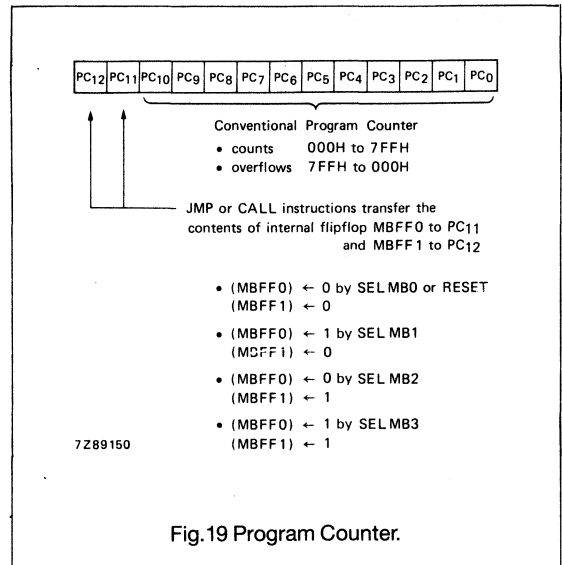 PC12 PC11 PC10 PC9 PC8 PC7 PC6 PC5 PC4 PC3 PC2 PC1 PC0
Conventional Program Counter
• counts 000H to 7FFH
• overflows 7FFH to 000H
JMP or CALL instructions transfer the
contents of internal flipflop MBFF0 to PC11
and MBFF1 to PC12
• (MBFF0) ← 0 by SEL MB0 or RESET
(MBFF1) ← 0
• (MBFF0) ← 1 by SEL MB1
(MBFF1) ← 0
• (MBFF0) ← 0 by SEL MB2
(MBFF1) ← 1
• (MBFF0) ← 1 by SEL MB3
7Z89150 (MBFF1) ← 1
Fig.19 Program Counter.